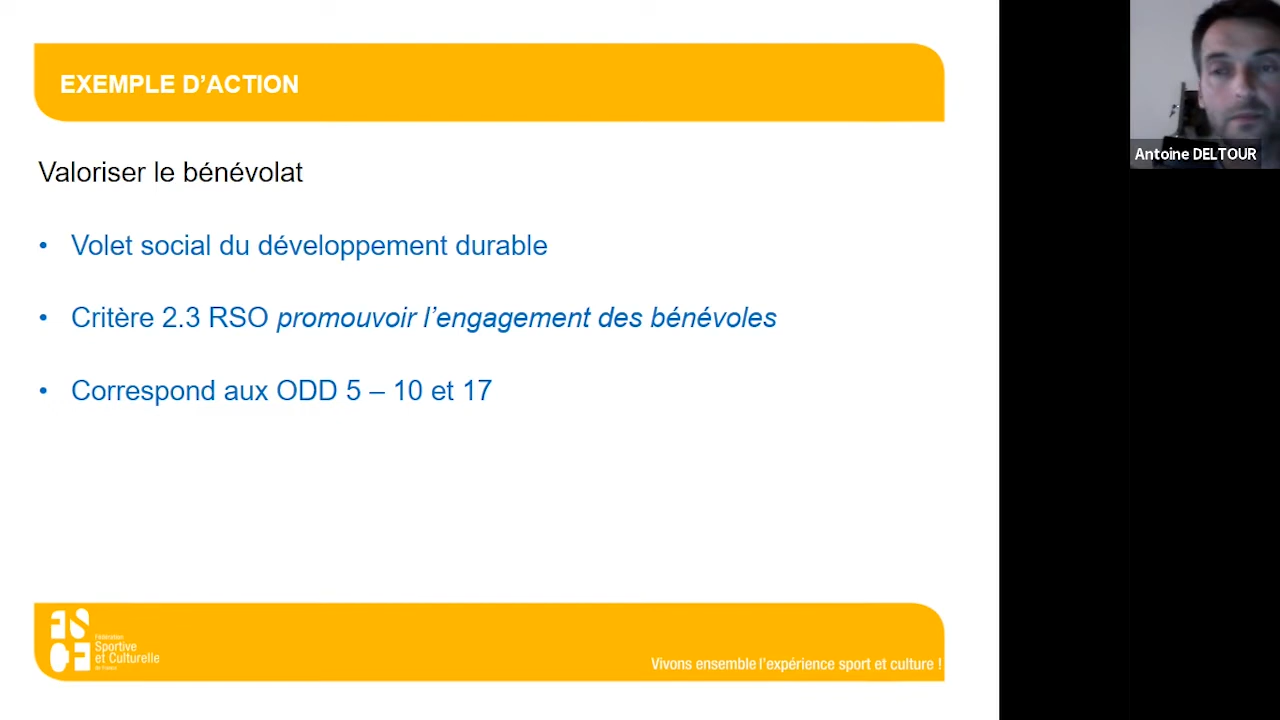 EXEMPLE D’ACTION
Valoriser le bénévolat
• Volet social du développement durable
• Critère 2.3 RSO promouvoir l’engagement des bénévoles
• Correspond aux ODD 5 – 10 et 17
Antoine DELTOUR
FSCF
Fédération
Sportive
et Culturelle
de France
Vivons ensemble l’expérience sport et culture !